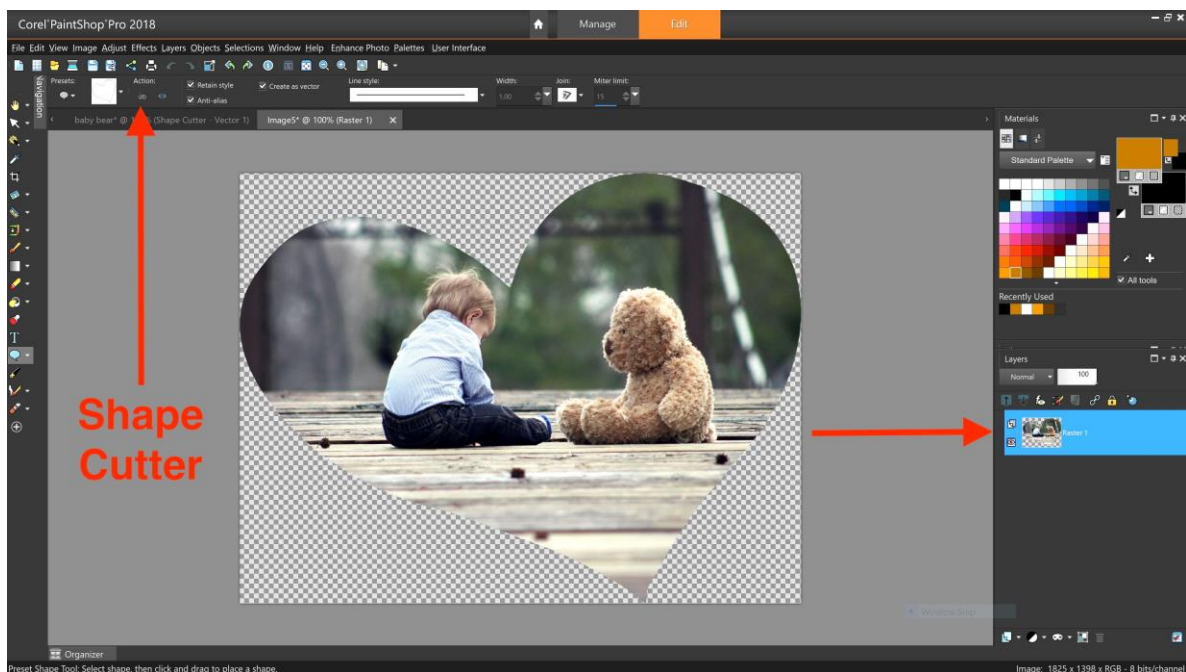 Corel®PaintShop®Pro 2018
Manage
Edit
File Edit View Image Adjust Effects Layers Objects Selections Window Help Enhance Photo Palettes User Interface
Presets:
Action:
Retain style
Anti-alias
Create as vector
Line style:
Width:
1.00
Join:
Miter limit:
15
Navigation
baby bear* @ 1 % (Shape Cutter - Vector 1)
Image5* @ 100% (Raster 1)
Materials
Standard Palette
All tools
Recently Used
Layers
Normal
100
Raster 1
Shape
Cutter
Window Snip
Organizer
Preset Shape Tool: Select shape, then click and drag to place a shape.
Image: 1825 x 1398 x RGB - 8 bits/channel